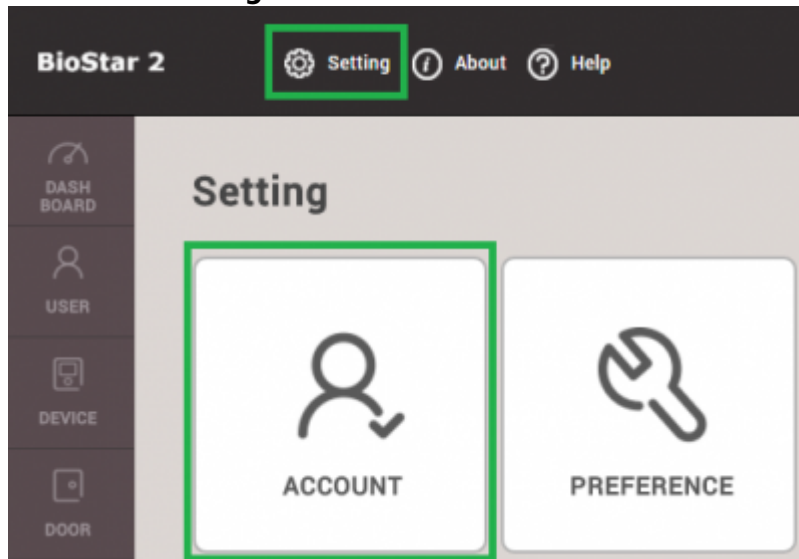 BioStar 2
Setting
About
Help
DASH
BOARD
USER
DEVICE
DOOR
Setting
ACCOUNT
PREFERENCE